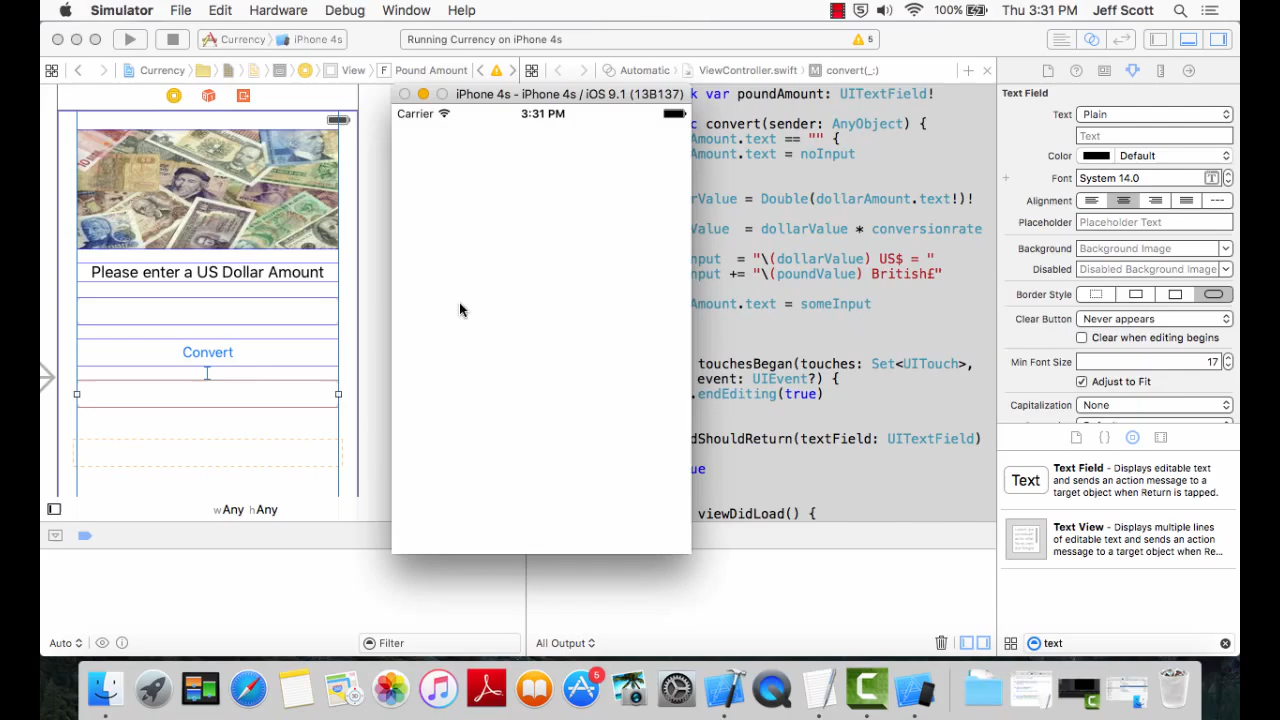 Simulator File Edit Hardware Debug Window Help 100% Thu 3:31 PM Jeff Scott
Currency iPhone 4s Running Currency on iPhone 4s 5
Currency View F Pound Amount Automatic ViewController.swift M convert(_:)
iPhone 4s - iPhone 4s / iOS 9.1 (13B137)
Carrier 3:31 PM
Please enter a US Dollar Amount
Convert
wAny hAny
k var poundAmount: UITextField!
c convert(sender: AnyObject) {
Amount.text == "" {
Amount.text = noInput
rValue = Double(dollarAmount.text!)!
Value = dollarValue * conversionrate
nput = "\(dollarValue) US$ = "
nput += "\(poundValue) British£"
Amount.text = someInput
touchesBegan(touches: Set<UITouch>,
event: UIEvent?) {
.endEditing(true)
dShouldReturn(textField: UITextField)
ue
viewDidLoad() {
Text Field
Text Plain
Text
Color Default
Font System 14.0 T
Alignment
Placeholder Placeholder Text
Background Background Image
Disabled Disabled Background Image
Border Style
Clear Button Never appears
Clear when editing begins
Min Font Size 17
Adjust to Fit
Capitalization None
Text
Text Field - Displays editable text
and sends an action message to a
target object when Return is tapped.
Text View - Displays multiple lines
of editable text and sends an action
message to a target object when Re...
Auto Filter All Output text
5